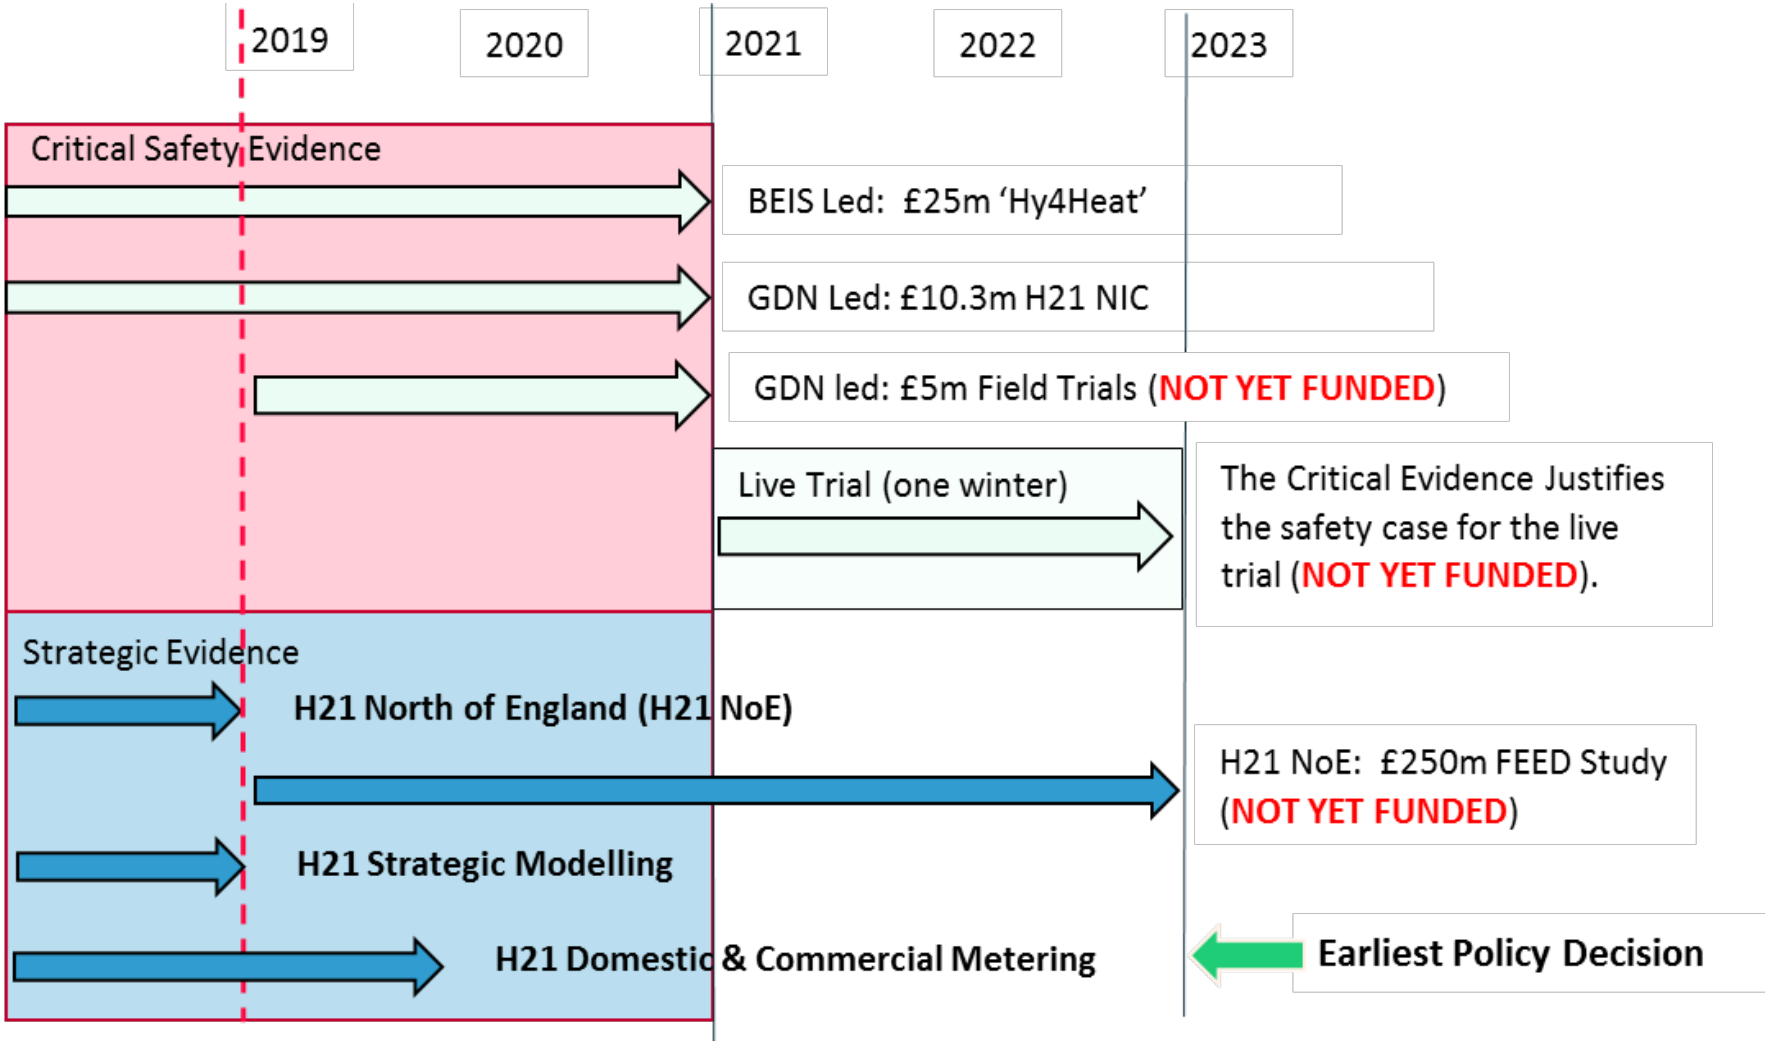 2019
2020
2021
2022
2023
Critical Safety Evidence
BEIS Led: £25m ‘Hy4Heat’
GDN Led: £10.3m H21 NIC
GDN led: £5m Field Trials (NOT YET FUNDED)
Live Trial (one winter)
The Critical Evidence Justifies
the safety case for the live
trial (NOT YET FUNDED).
Strategic Evidence
H21 North of England (H21 NoE)
H21 NoE: £250m FEED Study
(NOT YET FUNDED)
H21 Strategic Modelling
H21 Domestic & Commercial Metering
Earliest Policy Decision